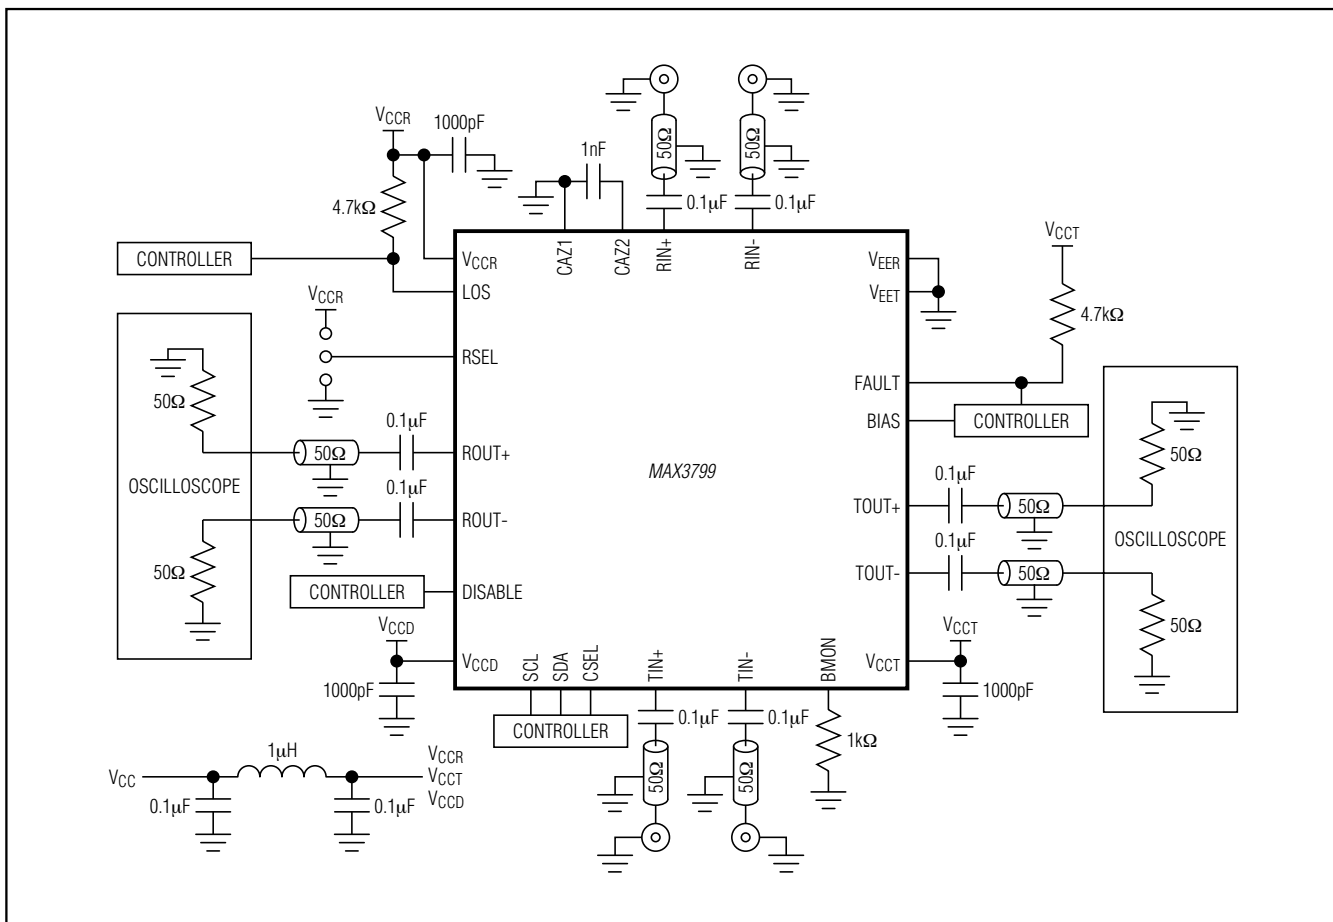 VCCR
1000pF
1nF
50Ω
50Ω
0.1µF
0.1µF
4.7kΩ
CONTROLLER
VCCR
LOS
CAZ1
CAZ2
RIN+
RIN-
VEER
VEET
VCCT
4.7kΩ
VCCR
RSEL
FAULT
BIAS
CONTROLLER
50Ω
OSCILLOSCOPE
50Ω
50Ω
0.1µF
ROUT+
50Ω
0.1µF
ROUT-
MAX3799
TOUT+
0.1µF
50Ω
TOUT-
0.1µF
50Ω
50Ω
OSCILLOSCOPE
50Ω
CONTROLLER
DISABLE
VCCD
VCCD
1000pF
SCL
SDA
CSEL
CONTROLLER
TIN+
TIN-
BMON
VCCT
VCCT
1000pF
0.1µF
0.1µF
1kΩ
50Ω
50Ω
VCC
1µH
0.1µF
0.1µF
VCCR
VCCT
VCCD